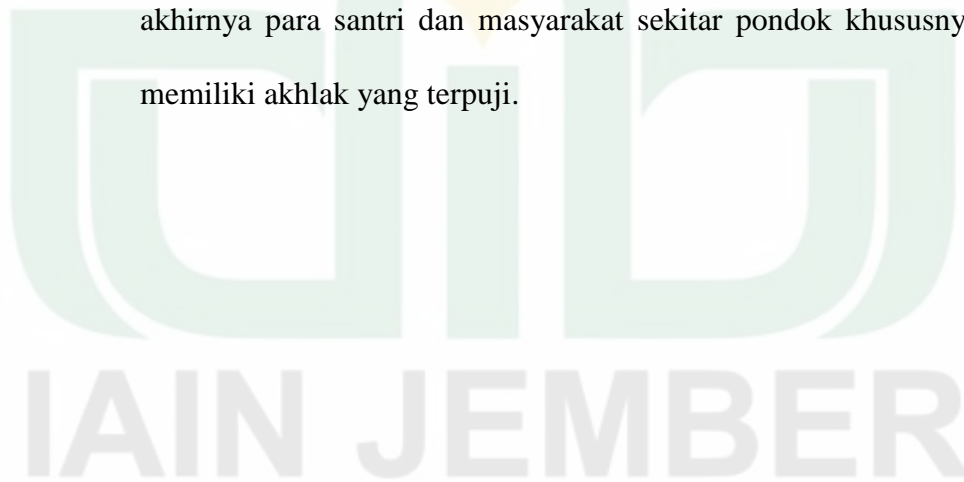 akhirnya para santri dan masyarakat sekitar pondok khususny
memiliki akhlak yang terpuji.
IAIN JEMBER